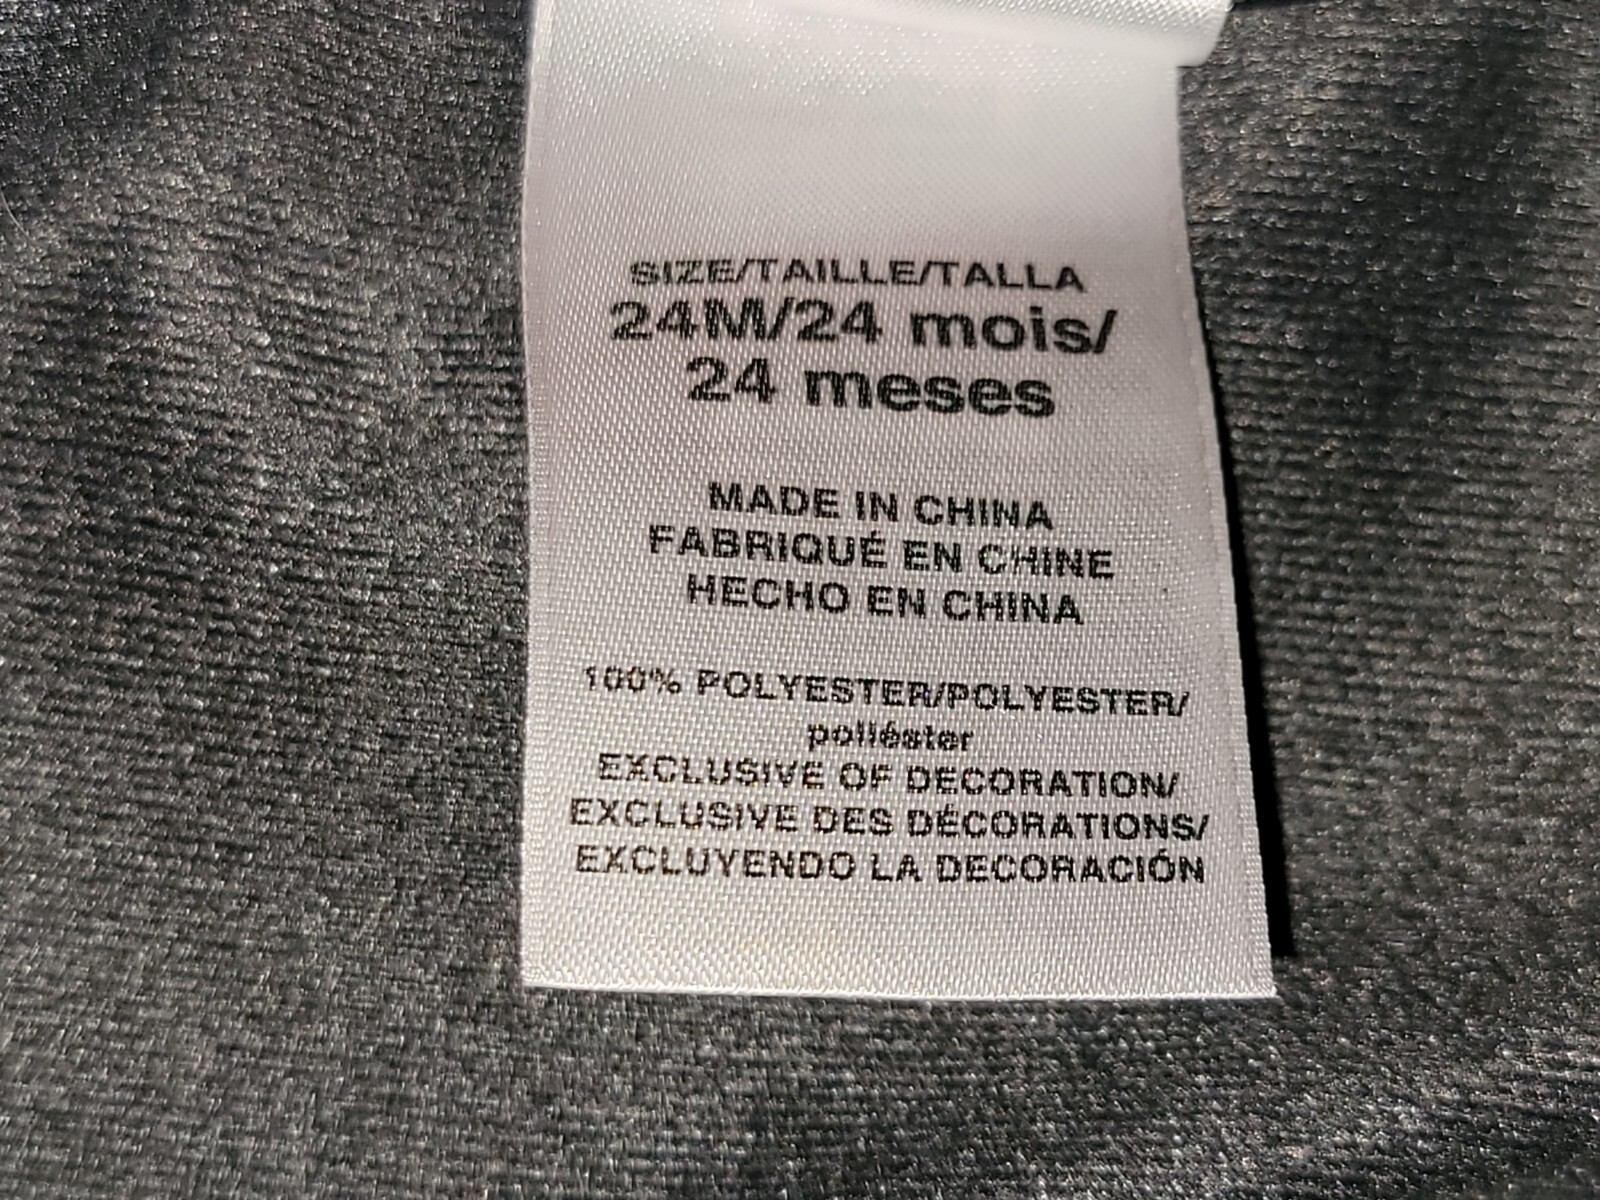 SIZE/TAILLE/TALLA
24M/24 mois/
24 meses
MADE IN CHINA
FABRIQUÉ EN CHINE
HECHO EN CHINA
100% POLYESTER/POLYESTER/
poliéster
EXCLUSIVE OF DECORATION/
EXCLUSIVE DES DÉCORATIONS/
EXCLUYENDO LA DECORACIÓN